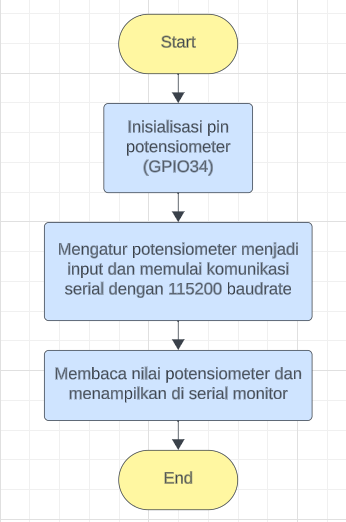 Start
Inisialisasi pin
potensiometer
(GPIO34)
Mengatur potensiometer menjadi
input dan memulai komunikasi
serial dengan 115200 baudrate
Membaca nilai potensiometer dan
menampilkan di serial monitor
End